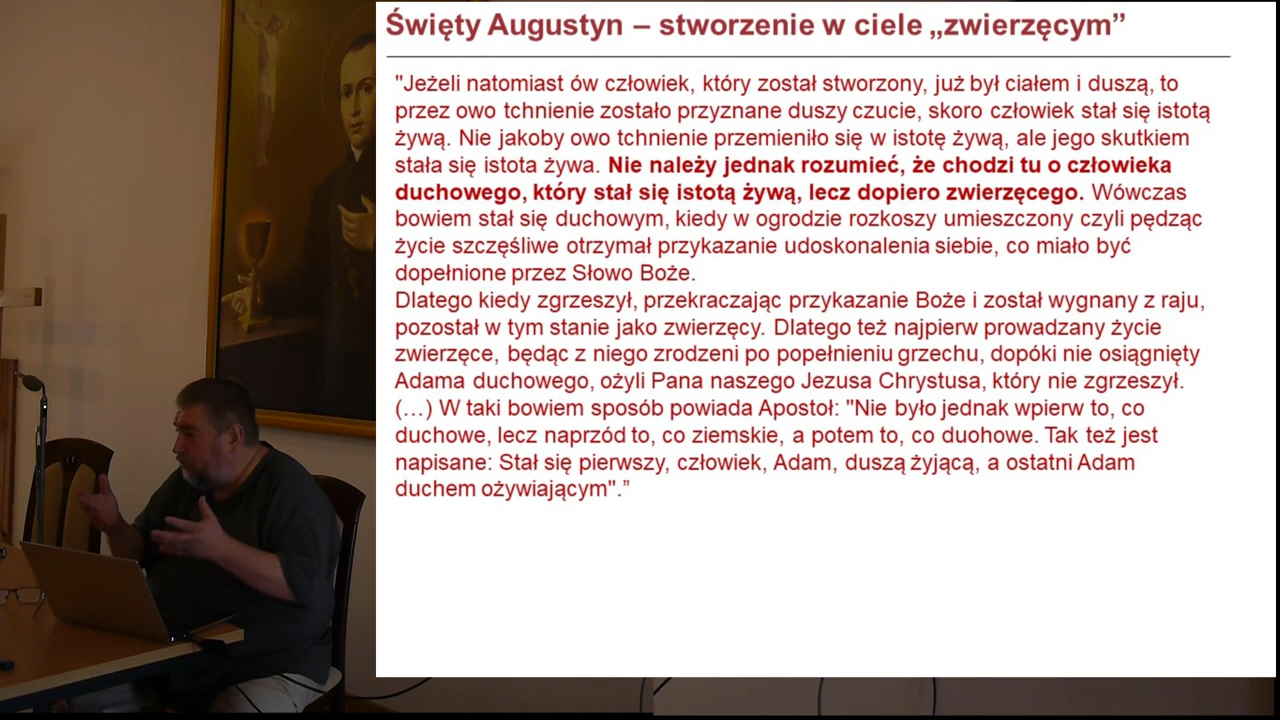 Święty Augustyn – stworzenie w ciele „zwierzęcym”
"Jeżeli natomiast ów człowiek, który został stworzony, już był ciałem i duszą, to
przez owo tchnienie zostało przyznane duszy czucie, skoro człowiek stał się istotą
żywą. Nie jakoby owo tchnienie przemieniło się w istotę żywą, ale jego skutkiem
stała się istota żywa. Nie należy jednak rozumieć, że chodzi tu o człowieka
duchowego, który stał się istotą żywą, lecz dopiero zwierzęcego. Wówczas
bowiem stał się duchowym, kiedy w ogrodzie rozkoszy umieszczony czyli pędząc
życie szczęśliwe otrzymał przykazanie udoskonalenia siebie, co miało być
dopełnione przez Słowo Boże.
Dlatego kiedy zgrzeszył, przekraczając przykazanie Boże i został wygnany z raju,
pozostał w tym stanie jako zwierzęcy. Dlatego też najpierw prowadzany życie
zwierzęce, będąc z niego zrodzeni po popełnieniu grzechu, dopóki nie osiągnięty
Adama duchowego, ożyli Pana naszego Jezusa Chrystusa, który nie zgrzeszył.
(…) W taki bowiem sposób powiada Apostoł: "Nie było jednak wpierw to, co
duchowe, lecz naprzód to, co ziemskie, a potem to, co duohowe. Tak też jest
napisane: Stał się pierwszy, człowiek, Adam, duszą żyjącą, a ostatni Adam
duchem ożywiającym".”